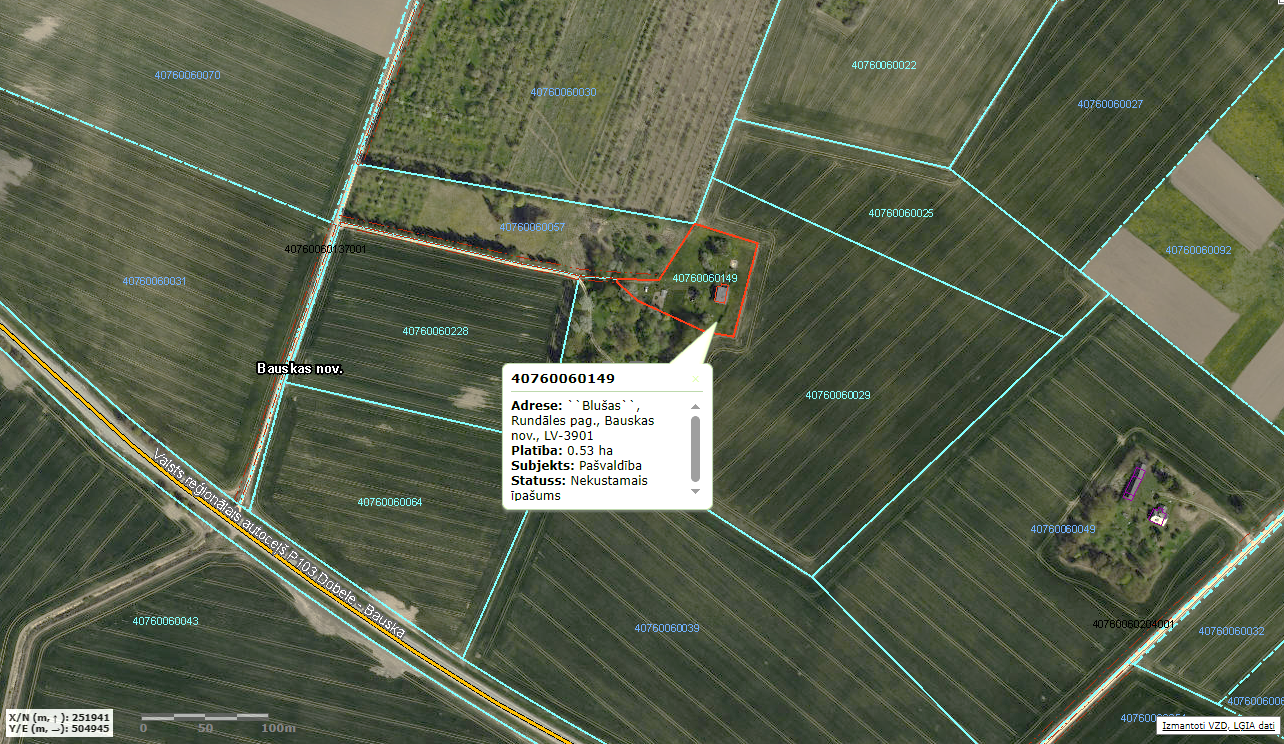 40760060070
40760060030
40760060022
40760060027
40760060025
40760060067
40760060137001
40760060092
40760060149
40760060031
40760060228
Bauskas nov.
40760060149
×
Adrese: ``Blušas``,
Rundāles pag., Bauskas
nov., LV-3901
Platība: 0.53 ha
Subjekts: Pašvaldība
Statuss: Nekustamais
īpašums
40760060029
40760060064
Valsts reģionālais autoceļš P103 Dobele - Bauska
40760060049
40760060043
40760060039
40760060204001
40760060032
X/N (m, ↑ ): 251941
Y/E (m, →): 504945
0 50 100m
Izmantoti VZD, LĢIA dati